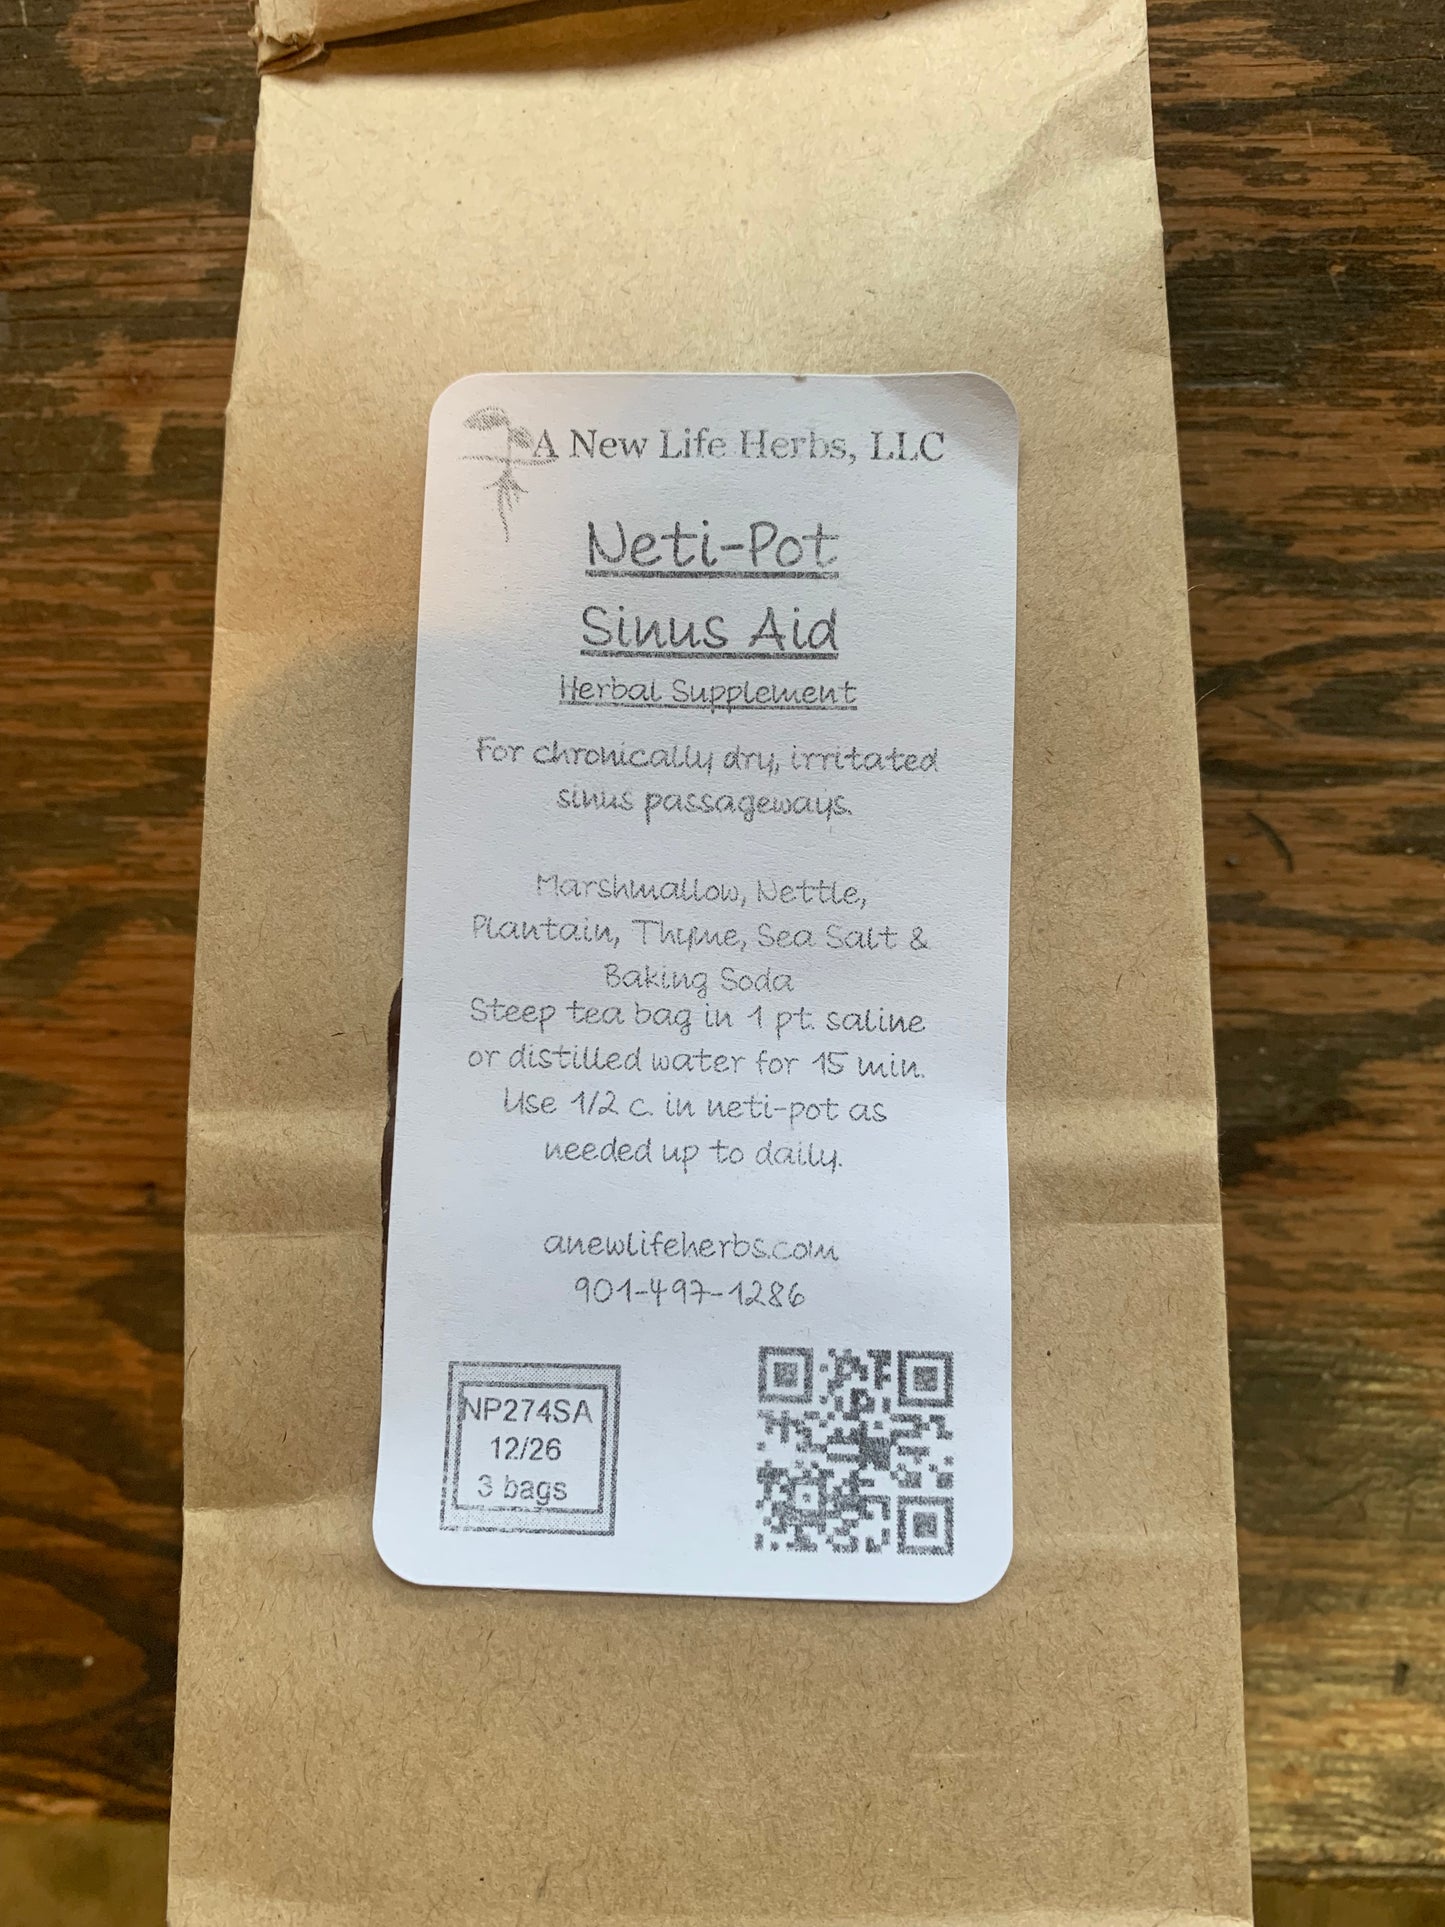 A New Life Herbs, LLC
Neti-Pot
Sinus Aid
Herbal Supplement
For chronically dry, irritated
sinus passageways.
Marshmallow, Nettle,
Plantain, Thyme, Sea Salt &
Baking Soda
Steep tea bag in 1 pt. saline
or distilled water for 15 min.
Use 1/2 c. in neti-pot as
needed up to daily.
anewlifeherbs.com
901-497-1286
NP274SA
12/26
3 bags